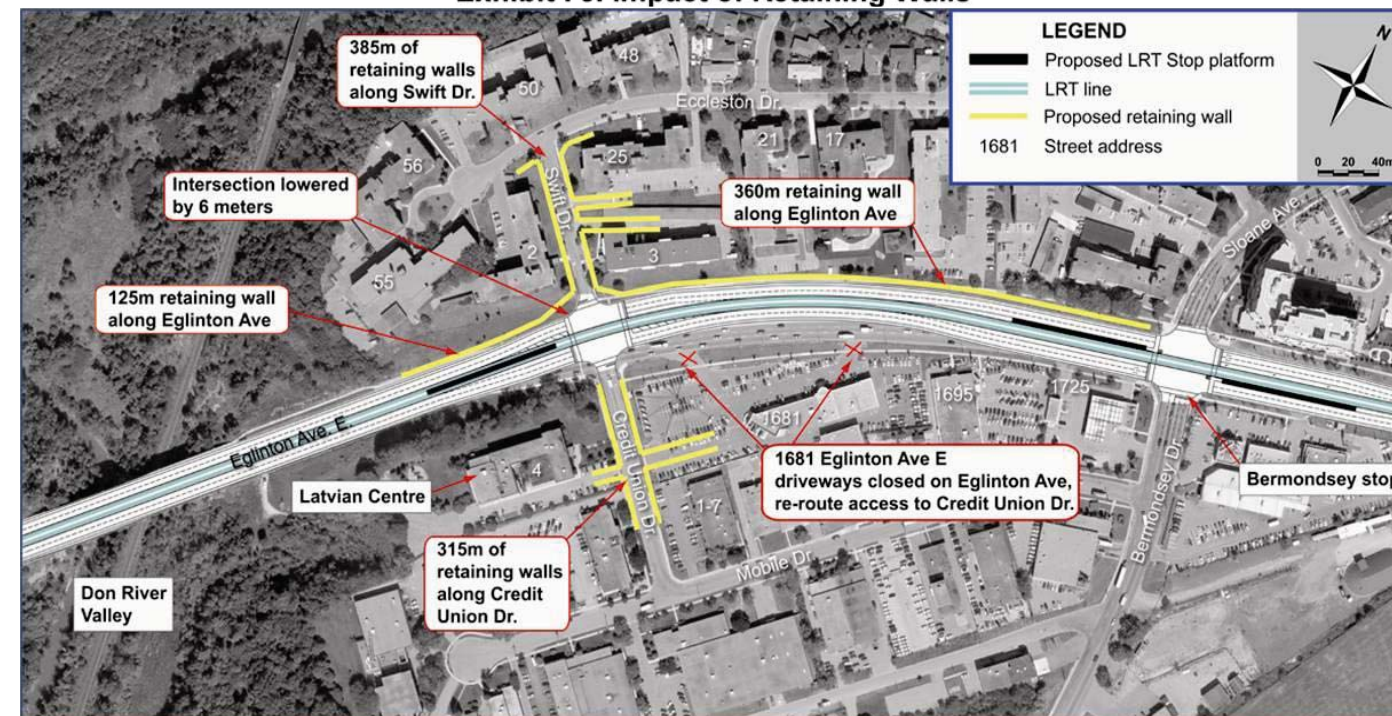 Impact of Retaining Walls
LEGEND
Proposed LRT Stop platform
LRT line
Proposed retaining wall
1681 Street address
N
0 20 40m
385m of
retaining walls
along Swift Dr.
48
50
Eccleston Dr.
56
25
21
17
Intersection lowered
by 6 meters
Swift Dr.
360m retaining wall
along Eglinton Ave
Sloane Ave.
2
3
55
125m retaining wall
along Eglinton Ave
Eglinton Ave. E.
Credit Union Dr.
1681
1695
1725
Latvian Centre
4
1681 Eglinton Ave E
driveways closed on Eglinton Ave,
re-route access to Credit Union Dr.
Bermondsey stop
1-7
Bermondsey Dr.
Mobile Dr.
315m of
retaining walls
along Credit
Union Dr.
Don River
Valley